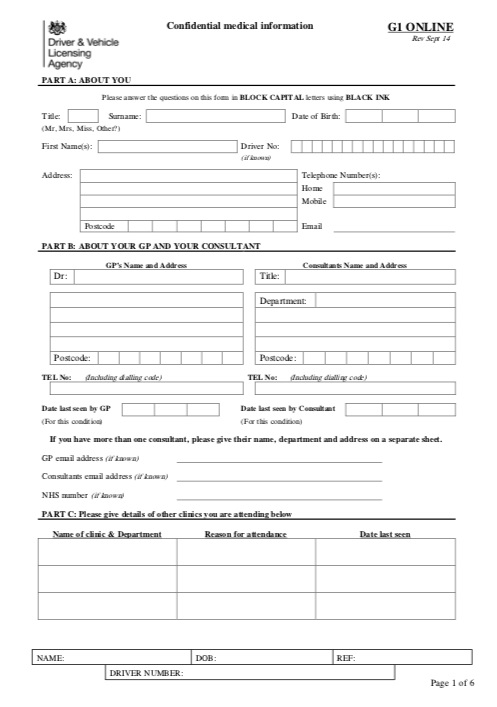 Confidential medical information
G1 ONLINE
Rev Sept 14
Driver & Vehicle
Licensing
Agency
PART A: ABOUT YOU
Please answer the questions on this form in BLOCK CAPITAL letters using BLACK INK
Title: Surname: Date of Birth:
(Mr, Mrs, Miss, Other?)
First Name(s): Driver No:
(if known)
Address: Telephone Number(s):
Home
Mobile
Postcode Email
PART B: ABOUT YOUR GP AND YOUR CONSULTANT
GP's Name and Address Consultants Name and Address
Dr: Title:
Department:
Postcode: Postcode:
TEL No: (Including dialling code) TEL No: (Including dialling code)
Date last seen by GP Date last seen by Consultant
(For this condition) (For this condition)
If you have more than one consultant, please give their name, department and address on a separate sheet.
GP email address (if known)
Consultants email address (if known)
NHS number (if known)
PART C: Please give details of other clinics you are attending below
Name of clinic & Department Reason for attendance Date last seen
NAME: DOB: REF:
DRIVER NUMBER:
Page 1 of 6